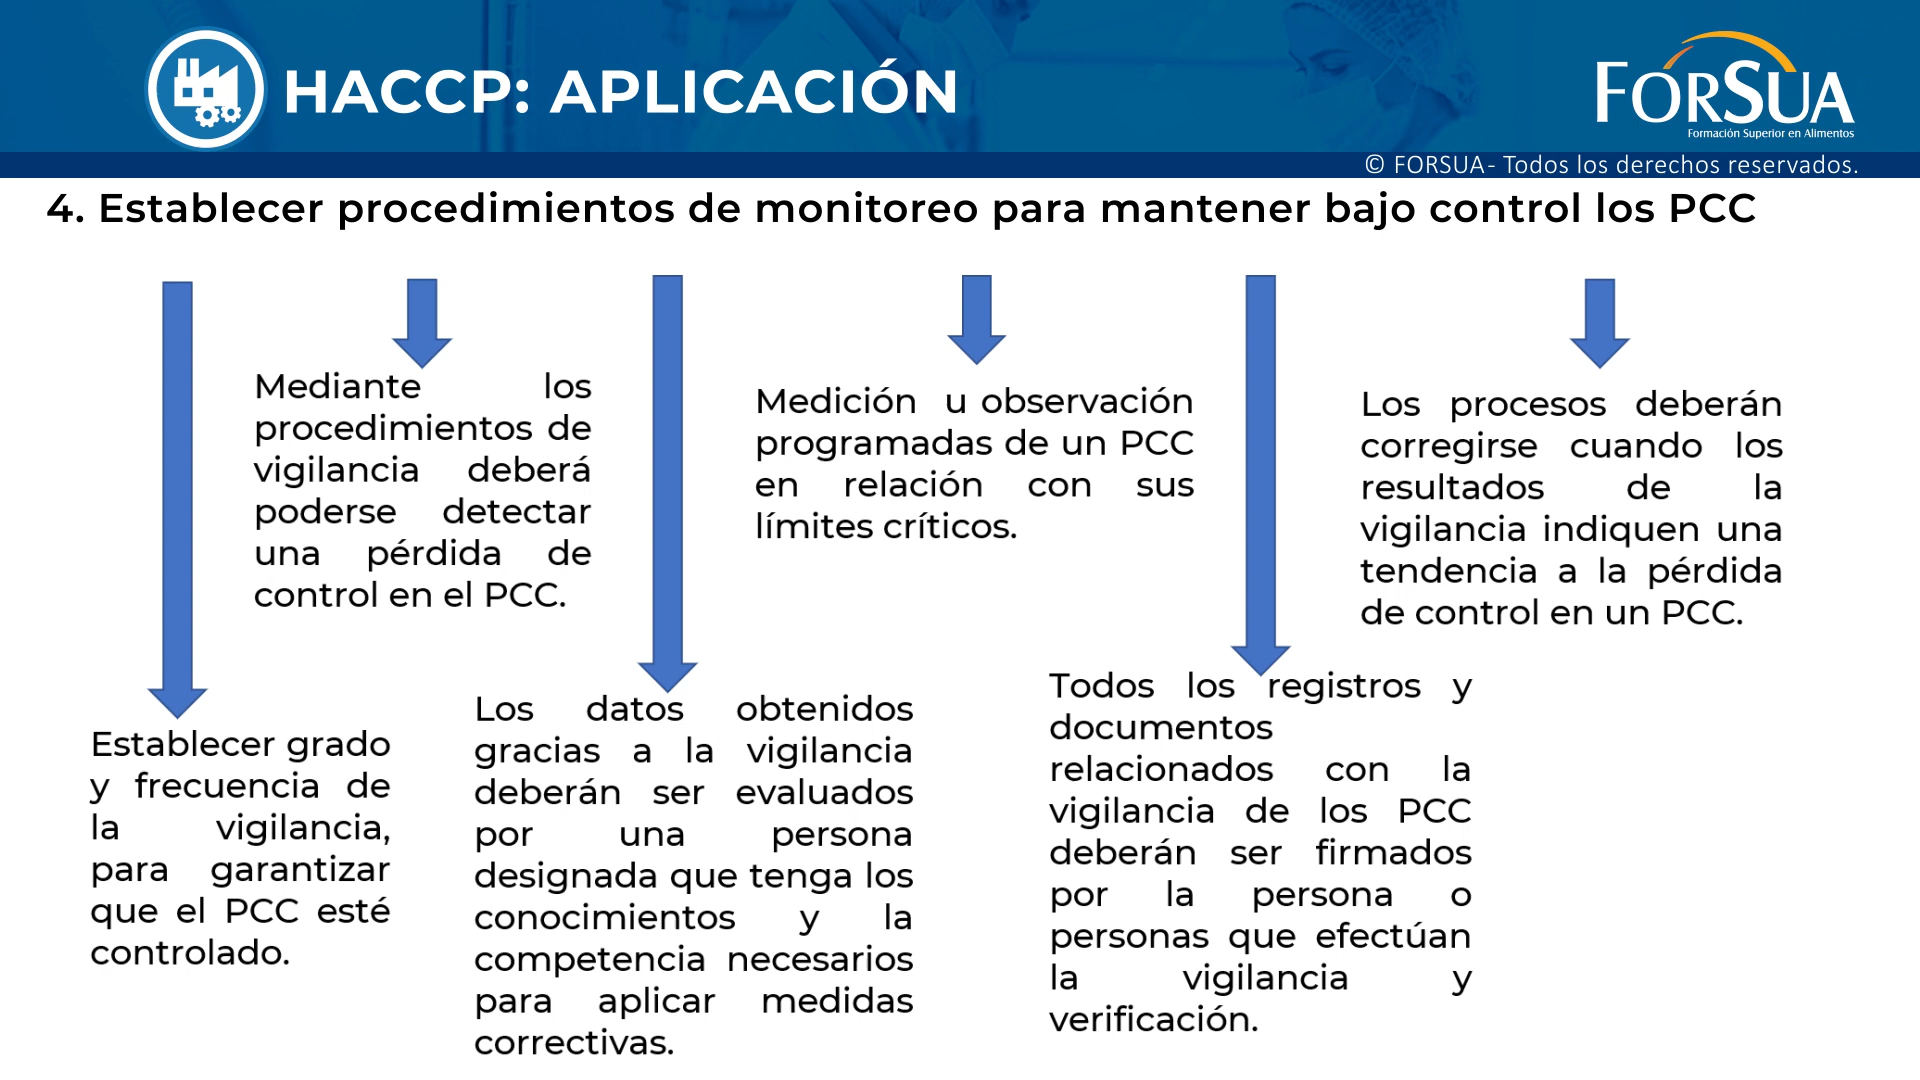 HACCP: APLICACIÓN
FORSUA
Formación Superior en Alimentos
© FORSUA- Todos los derechos reservados.
4. Establecer procedimientos de monitoreo para mantener bajo control los PCC
Mediante los
procedimientos de
vigilancia deberá
poderse detectar
una pérdida de
control en el PCC.
Medición u observación
programadas de un PCC
en relación con sus
límites críticos.
Los procesos deberán
corregirse cuando los
resultados de la
vigilancia indiquen una
tendencia a la pérdida
de control en un PCC.
Establecer grado
y frecuencia de
la vigilancia,
para garantizar
que el PCC esté
controlado.
Los datos obtenidos
gracias a la vigilancia
deberán ser evaluados
por una persona
designada que tenga los
conocimientos y la
competencia necesarios
para aplicar medidas
correctivas.
Todos los registros y
documentos
relacionados con la
vigilancia de los PCC
deberán ser firmados
por la persona o
personas que efectúan
la vigilancia y
verificación.